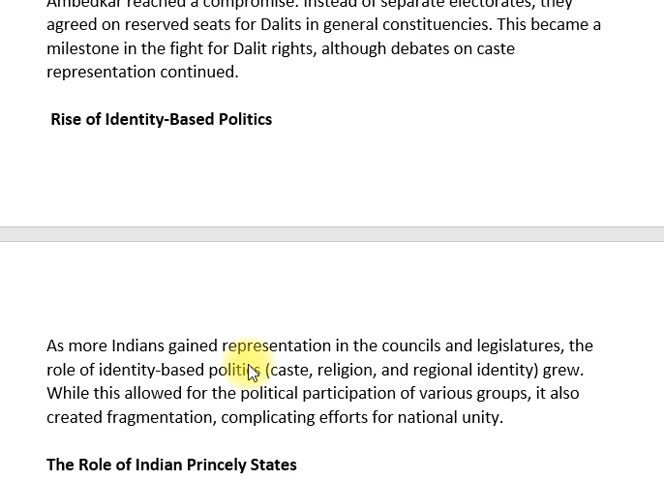 Ambedkar reached a compromise. Instead of separate electorates, they
agreed on reserved seats for Dalits in general constituencies. This became a
milestone in the fight for Dalit rights, although debates on caste
representation continued.
Rise of Identity-Based Politics
As more Indians gained representation in the councils and legislatures, the
role of identity-based politics (caste, religion, and regional identity) grew.
While this allowed for the political participation of various groups, it also
created fragmentation, complicating efforts for national unity.
The Role of Indian Princely States